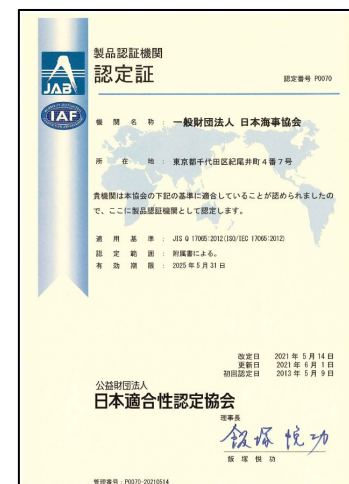 製品認証機関
認定証
認定番号 P0070
JAB
IAF
機関名称: 一般財団法人 日本海事協会
所在地: 東京都千代田区紀尾井町4番7号
貴機関は本協会の下記の基準に適合していることが認められましたの
で、ここに製品認証機関として認定します。
適用基準: JIS Q 17065:2012(ISO/IEC 17065:2012)
認定範囲: 附属書による。
有効期限: 2025年5月31日
改定日 2021年5月14日
更新日 2021年6月1日
初回認定日 2013年5月9日
公益財団法人
日本適合性認定協会
理事長
飯塚悦功
飯塚悦功
管理番号:P0070-20210514